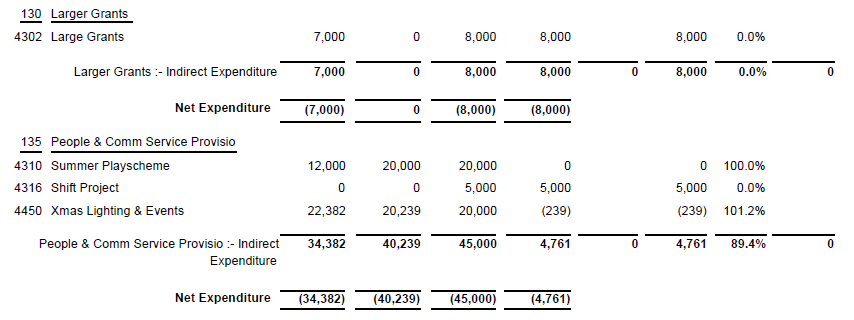 130 Larger Grants
4302 Large Grants 7,000 0 8,000 8,000 8,000 0.0%
Larger Grants :- Indirect Expenditure 7,000 0 8,000 8,000 0 8,000 0.0% 0
Net Expenditure (7,000) 0 (8,000) (8,000)
135 People & Comm Service Provisio
4310 Summer Playscheme 12,000 20,000 20,000 0 0 100.0%
4316 Shift Project 0 0 5,000 5,000 5,000 0.0%
4450 Xmas Lighting & Events 22,382 20,239 20,000 (239) (239) 101.2%
People & Comm Service Provisio :- Indirect 34,382 40,239 45,000 4,761 0 4,761 89.4% 0
Expenditure
Net Expenditure (34,382) (40,239) (45,000) (4,761)